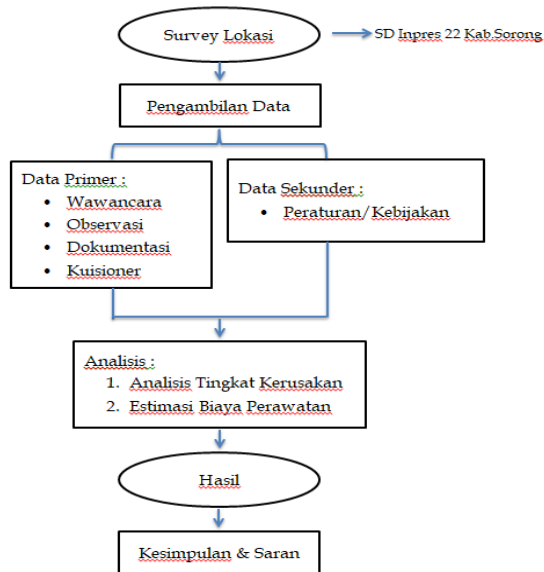 Survey Lokasi
SD Inpres 22 Kab.Sorong
Pengambilan Data
Data Primer :
• Wawancara
• Observasi
• Dokumentasi
• Kuisioner
Data Sekunder :
• Peraturan/Kebijakan
Analisis :
1. Analisis Tingkat Kerusakan
2. Estimasi Biaya Perawatan
Hasil
Kesimpulan & Saran